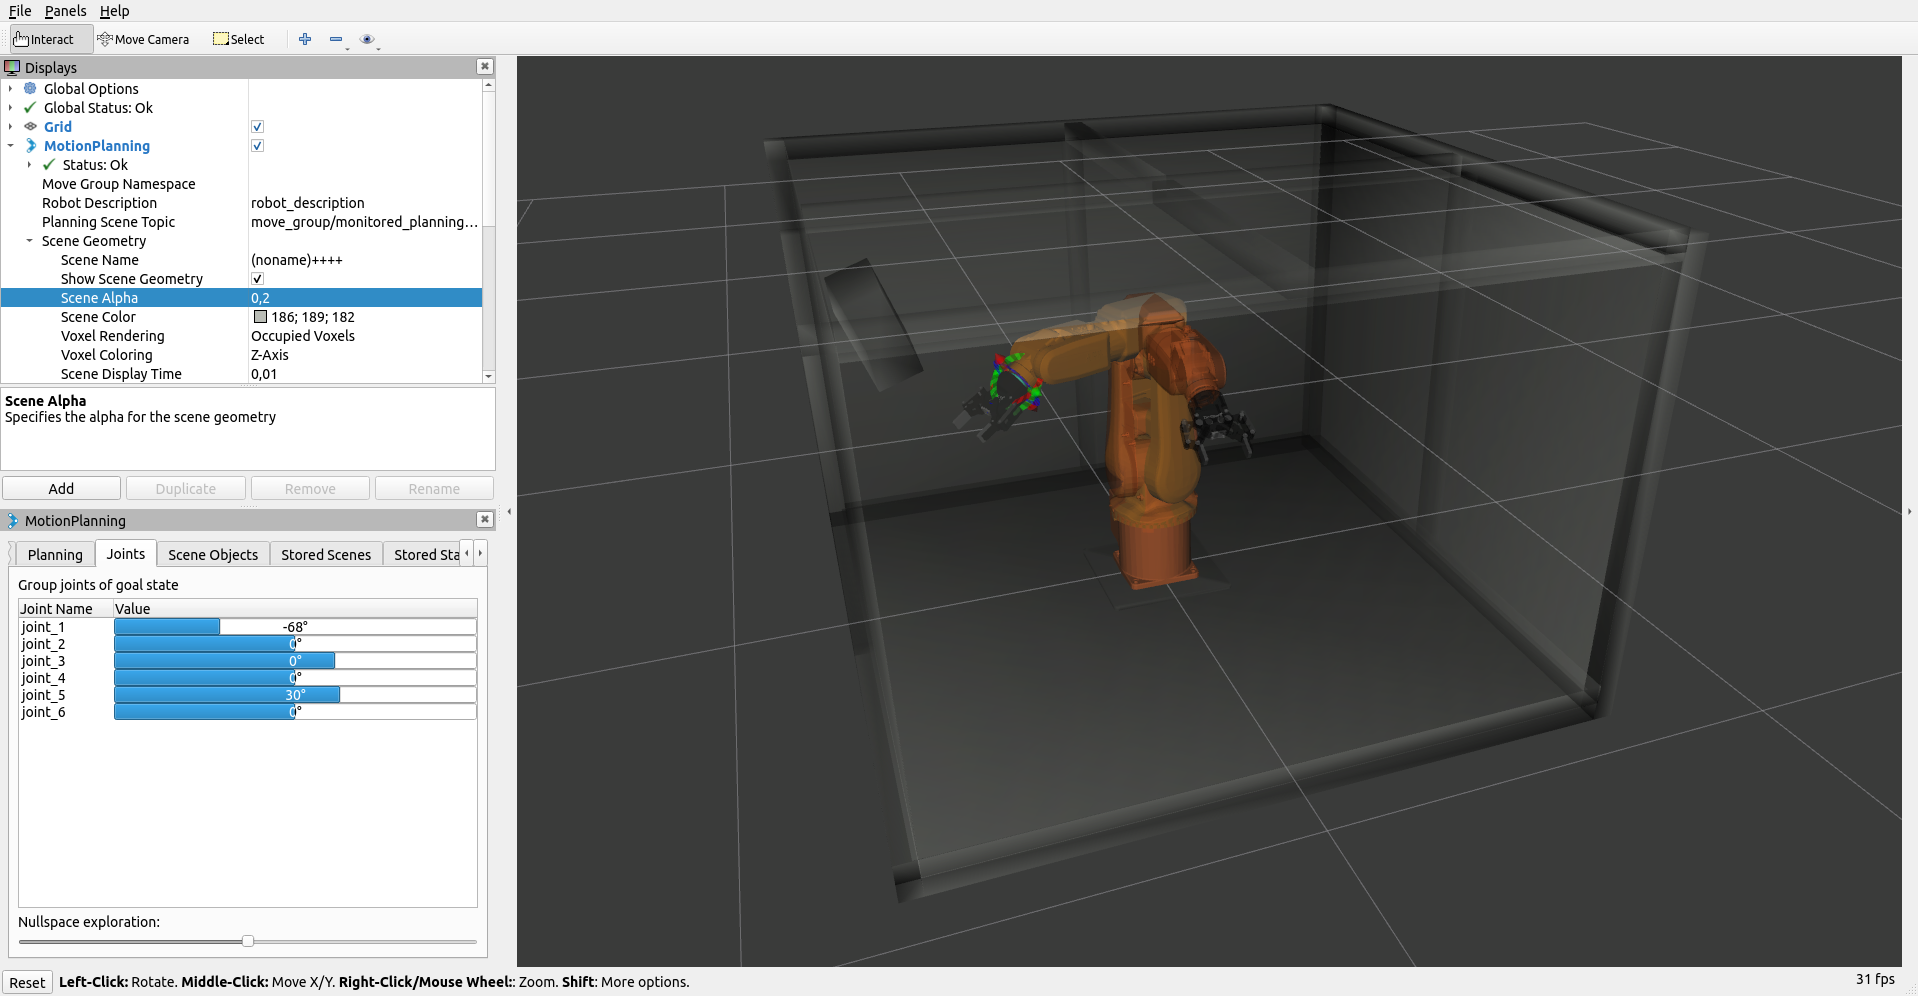 File Panels Help
Interact Move Camera Select
Displays
Global Options
Global Status: Ok
Grid
MotionPlanning
Status: Ok
Move Group Namespace
Robot Description robot_description
Planning Scene Topic move_group/monitored_planning...
Scene Geometry
Scene Name (noname)++++
Show Scene Geometry
Scene Alpha 0,2
Scene Color 186; 189; 182
Voxel Rendering Occupied Voxels
Voxel Coloring Z-Axis
Scene Display Time 0,01
Scene Alpha
Specifies the alpha for the scene geometry
Add Duplicate Remove Rename
MotionPlanning
Planning Joints Scene Objects Stored Scenes Stored Sta
Group joints of goal state
Joint Name Value
joint_1 -68°
joint_2 0°
joint_3 0°
joint_4 0°
joint_5 30°
joint_6 0°
Nullspace exploration:
Reset Left-Click: Rotate. Middle-Click: Move X/Y. Right-Click/Mouse Wheel:: Zoom. Shift: More options. 31 fps